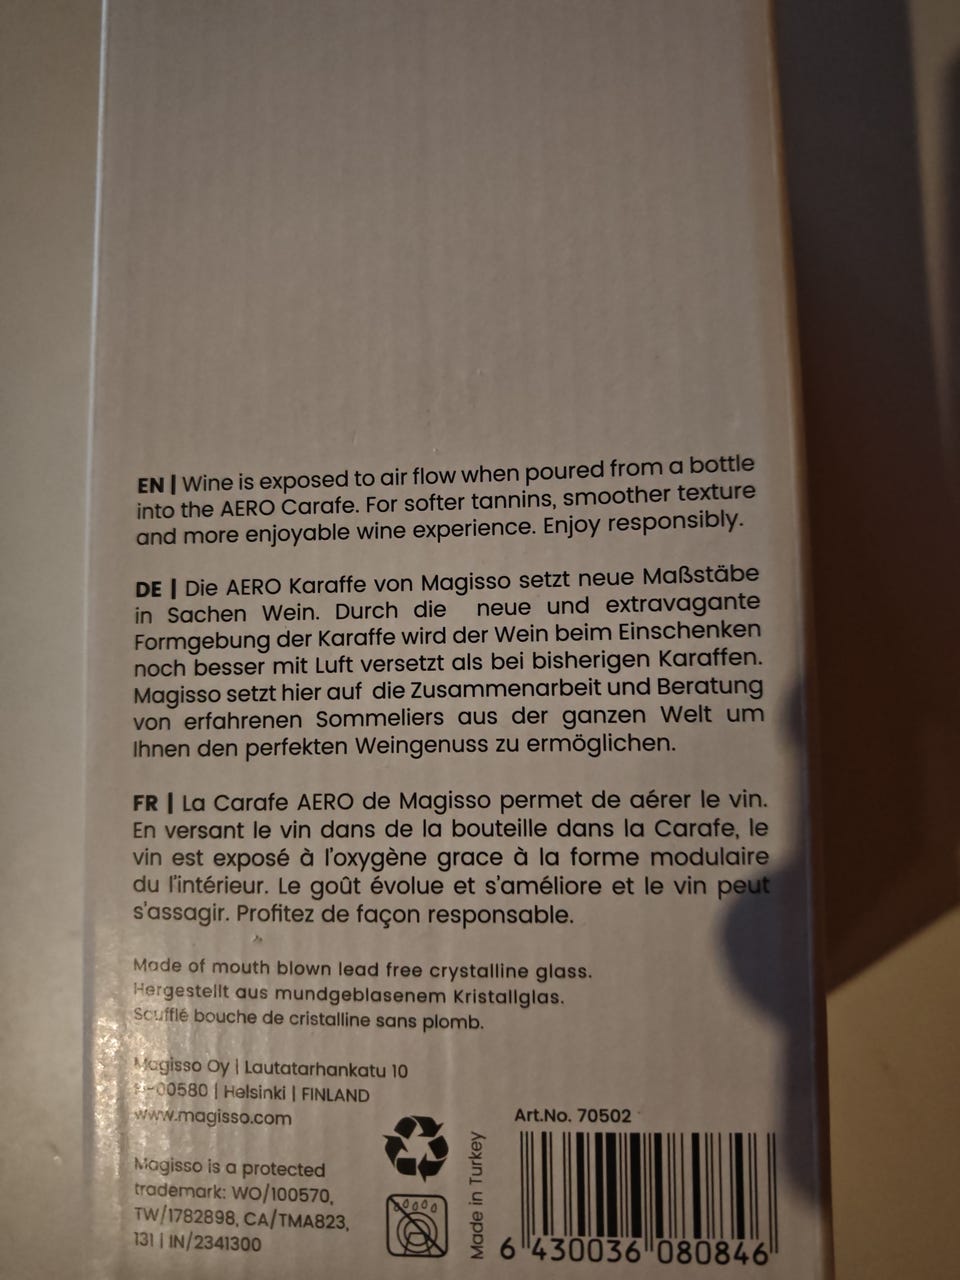 EN | Wine is exposed to air flow when poured from a bottle
into the AERO Carafe. For softer tannins, smoother texture
and more enjoyable wine experience. Enjoy responsibly.
DE | Die AERO Karaffe von Magisso setzt neue Maßstäbe
in Sachen Wein. Durch die neue und extravagante
Formgebung der Karaffe wird der Wein beim Einschenken
noch besser mit Luft versetzt als bei bisherigen Karaffen.
Magisso setzt hier auf die Zusammenarbeit und Beratung
von erfahrenen Sommeliers aus der ganzen Welt um
Ihnen den perfekten Weingenuss zu ermöglichen.
FR | La Carafe AERO de Magisso permet de aérer le vin.
En versant le vin dans de la bouteille dans la Carafe, le
vin est exposé à l'oxygène grace à la forme modulaire
du l'intérieur. Le goût évolue et s'améliore et le vin peut
s'assagir. Profitez de façon responsable.
Made of mouth blown lead free crystalline glass.
Hergestellt aus mundgeblasenem Kristallglas.
Soufflé bouche de cristalline sans plomb.
Magisso Oy | Lautatarhankatu 10
00580 | Helsinki | FINLAND
www.magisso.com
Magisso is a protected
trademark: WO/100570,
TW/1782898, CA/TMA823,
131 | IN/2341300
Made in Turkey
Art.No. 70502
6 430036 080846